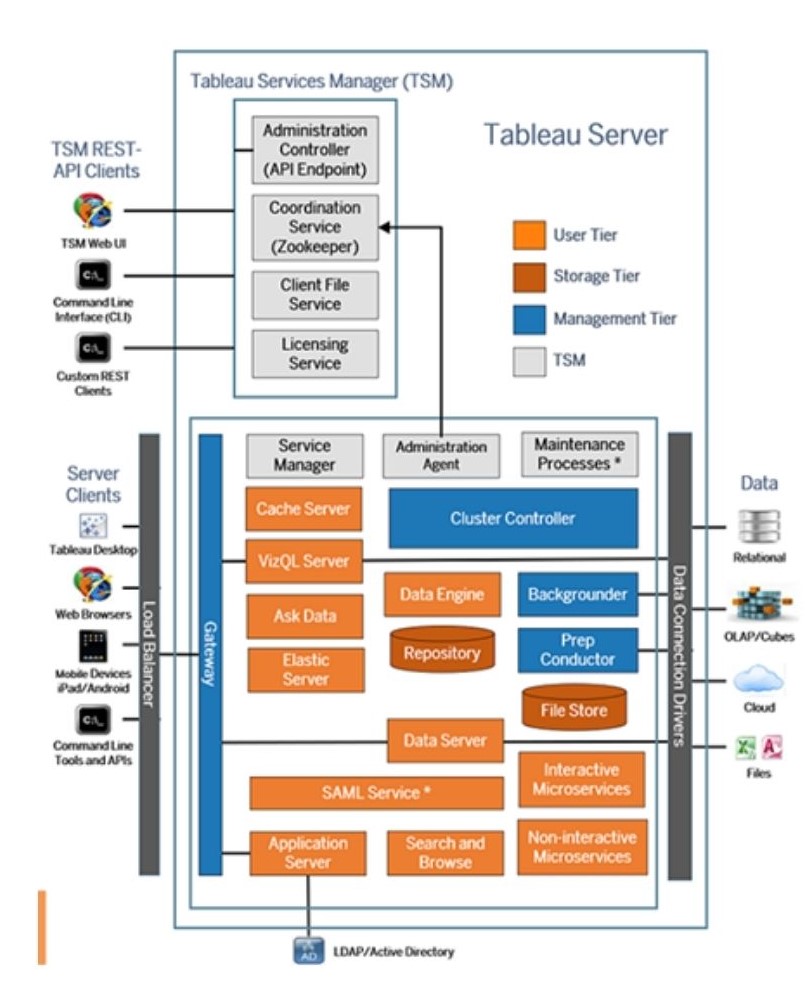 Tableau Services Manager (TSM)
Tableau Server
Administration
Controller
(API Endpoint)
Coordination
Service
(Zookeeper)
Client File
Service
Licensing
Service
TSM REST-
API Clients
TSM Web UI
C:\_
Command Line
Interface (CLI)
C:\_
Custom REST
Clients
User Tier
Storage Tier
Management Tier
TSM
Server
Clients
Tableau Desktop
Web Browsers
Mobile Devices
iPad/Android
C:\_
Command Line
Tools and APIs
Load Balancer
Gateway
Service
Manager
Administration
Agent
Maintenance
Processes *
Cache Server
Cluster Controller
VizQL Server
Ask Data
Data Engine
Backgrounder
Elastic
Server
Repository
Prep
Conductor
File Store
Data Server
SAML Service *
Interactive
Microservices
Application
Server
Search and
Browse
Non-interactive
Microservices
Data Connection Drivers
Data
Relational
OLAP/Cubes
Cloud
Files
AD
LDAP/Active Directory